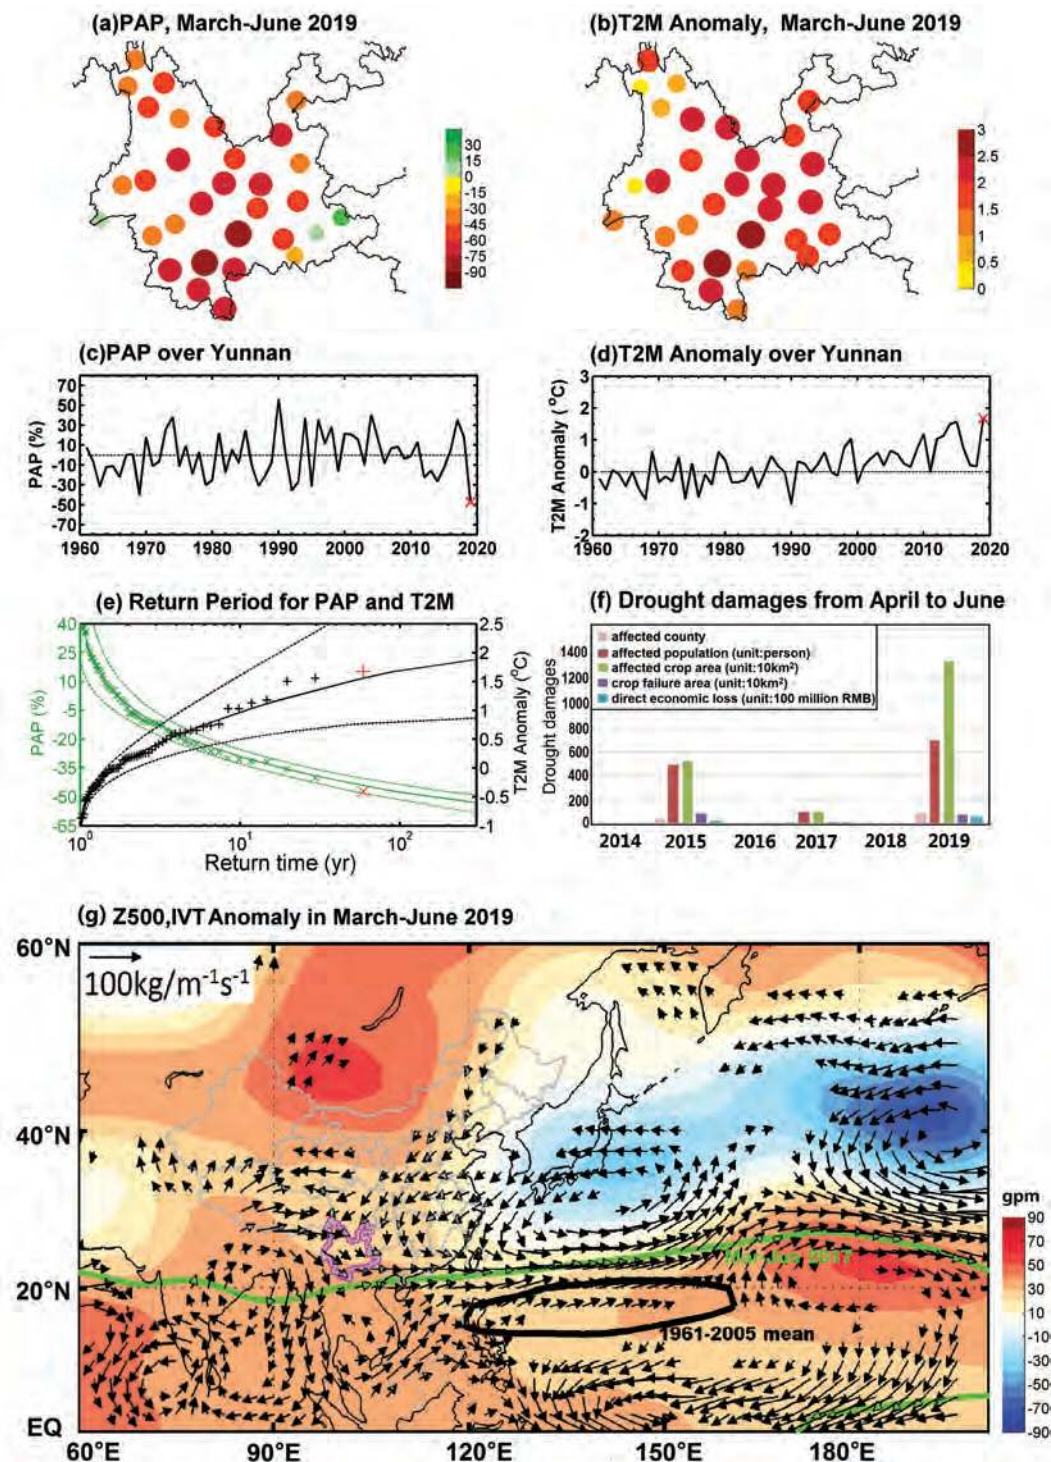 (a)PAP, March-June 2019
(b)T2M Anomaly, March-June 2019
30
15
0
-15
-30
-45
-60
-75
-90
3
2.5
2
1.5
1
0.5
0
(c)PAP over Yunnan
PAP (%)
70
50
30
10
-10
-30
-50
-70
1960 1970 1980 1990 2000 2010 2020
(d)T2M Anomaly over Yunnan
T2M Anomaly (°C)
3
2
1
0
-1
-2
1960 1970 1980 1990 2000 2010 2020
(e) Return Period for PAP and T2M
PAP (%)
40
25
10
-5
-20
-35
-50
-65
2.5
2
1.5
1
0.5
0
-0.5
-1
T2M Anomaly (°C)
10⁰ 10¹ 10²
Return time (yr)
(f) Drought damages from April to June
Drought damages
1400
1200
1000
800
600
400
200
0
affected county
affected population (unit:person)
affected crop area (unit:10km²)
crop failure area (unit:10km²)
direct economic loss (unit:100 million RMB)
2014 2015 2016 2017 2018 2019
(g) Z500,IVT Anomaly in March-June 2019
100kg/m⁻¹s⁻¹
60°N
40°N
20°N
EQ
60°E 90°E 120°E 150°E 180°E
1961-2005 mean
gpm
90
70
50
30
10
-10
-30
-50
-70
-90